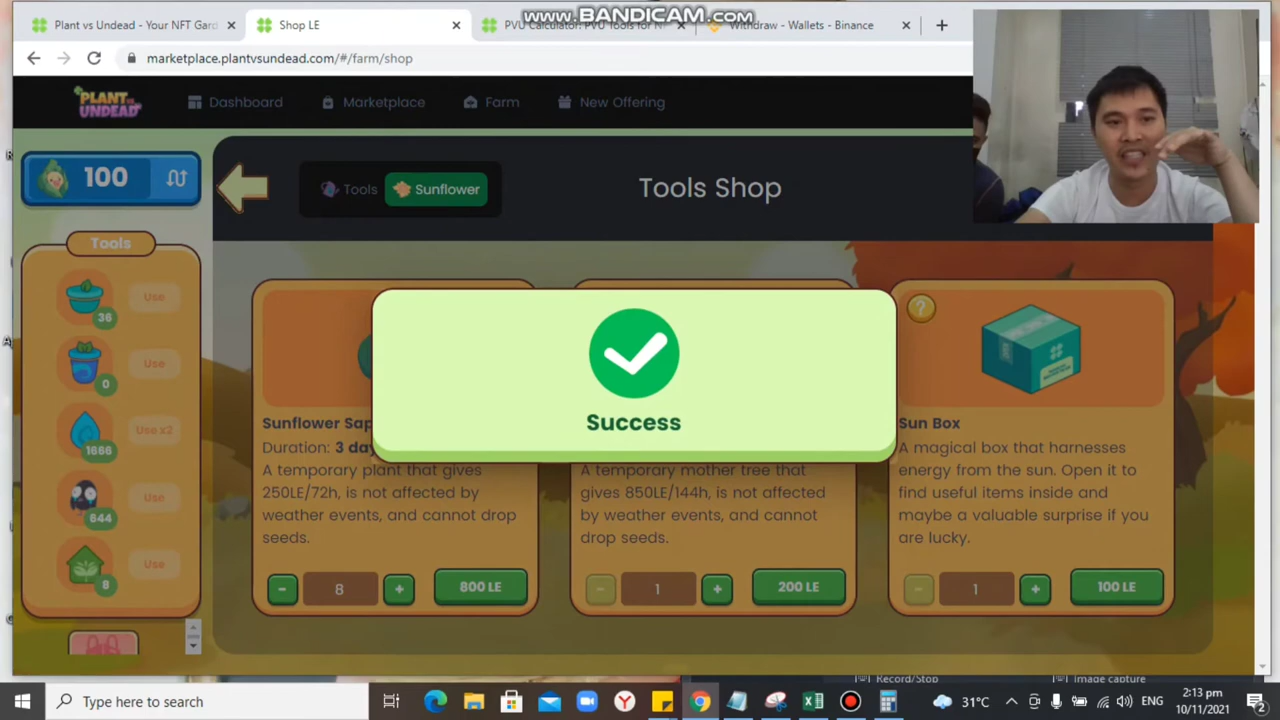 www.BANDICAM.com
Plant vs Undead - Your NFT Gard
Shop LE
PVU Calculator: PVU Tools for N
Withdraw - Wallets - Binance
marketplace.plantvsundead.com/#/farm/shop
PLANT vs UNDEAD
Dashboard
Marketplace
Farm
New Offering
100
Tools
Sunflower
Tools Shop
Tools
Use
36
Use
0
Use x2
1666
Use
644
Use
8
Success
Sunflower Sap
Duration: 3 day
A temporary plant that gives
250LE/72h, is not affected by
weather events, and cannot drop
seeds.
- 8 + 800 LE
A temporary mother tree that
gives 850LE/144h, is not affected
by weather events, and cannot
drop seeds.
- 1 + 200 LE
?
Sun Box
A magical box that harnesses
energy from the sun. Open it to
find useful items inside and
maybe a valuable surprise if you
are lucky.
- 1 + 100 LE
Record/Stop
Image capture
Type here to search
31°C
ENG
2:13 pm
10/11/2021
2